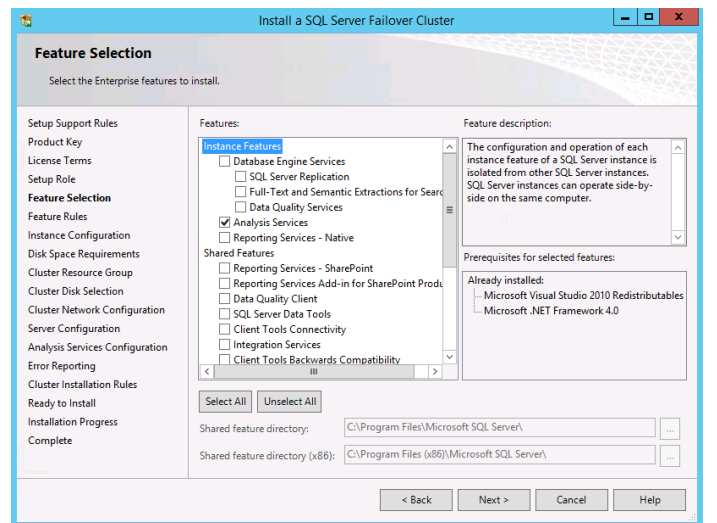 Install a SQL Server Failover Cluster
Feature Selection
Select the Enterprise features to install.
Setup Support Rules
Product Key
License Terms
Setup Role
Feature Selection
Feature Rules
Instance Configuration
Disk Space Requirements
Cluster Resource Group
Cluster Disk Selection
Cluster Network Configuration
Server Configuration
Analysis Services Configuration
Error Reporting
Cluster Installation Rules
Ready to Install
Installation Progress
Complete
Features:
Instance Features
Database Engine Services
SQL Server Replication
Full-Text and Semantic Extractions for Searc
Data Quality Services
Analysis Services
Reporting Services - Native
Shared Features
Reporting Services - SharePoint
Reporting Services Add-in for SharePoint Produ
Data Quality Client
SQL Server Data Tools
Client Tools Connectivity
Integration Services
Client Tools Backwards Compatibility
Feature description:
The configuration and operation of each
instance feature of a SQL Server instance is
isolated from other SQL Server instances.
SQL Server instances can operate side-by-
side on the same computer.
Prerequisites for selected features:
Already installed:
Microsoft Visual Studio 2010 Redistributables
Microsoft .NET Framework 4.0
Select All
Unselect All
Shared feature directory:
C:\Program Files\Microsoft SQL Server\
...
Shared feature directory (x86):
C:\Program Files (x86)\Microsoft SQL Server\
...
< Back
Next >
Cancel
Help